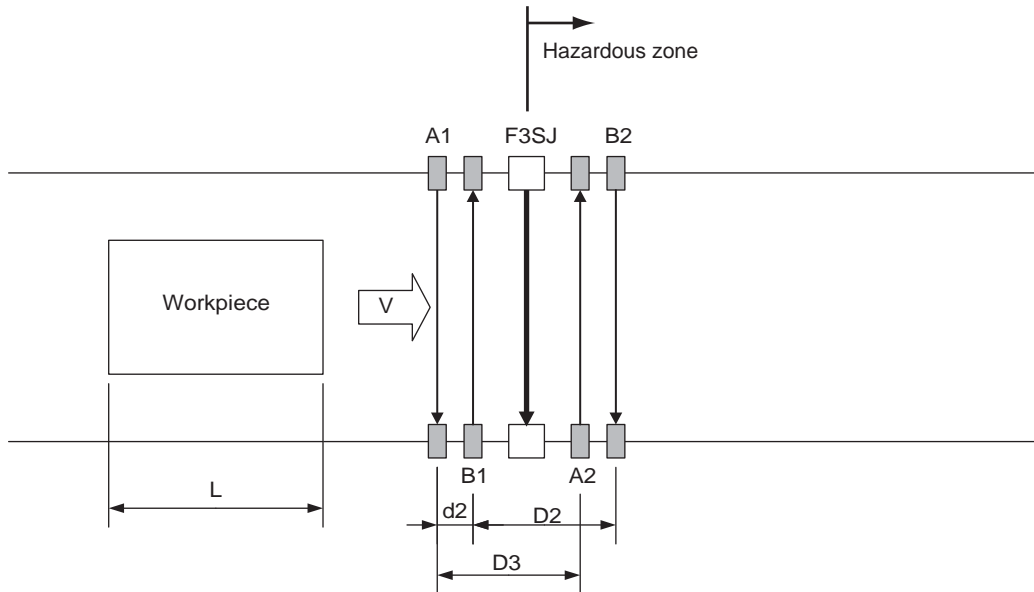 Hazardous zone
A1
F3SJ
B2
Workpiece
V
B1
A2
L
d2
D2
D3